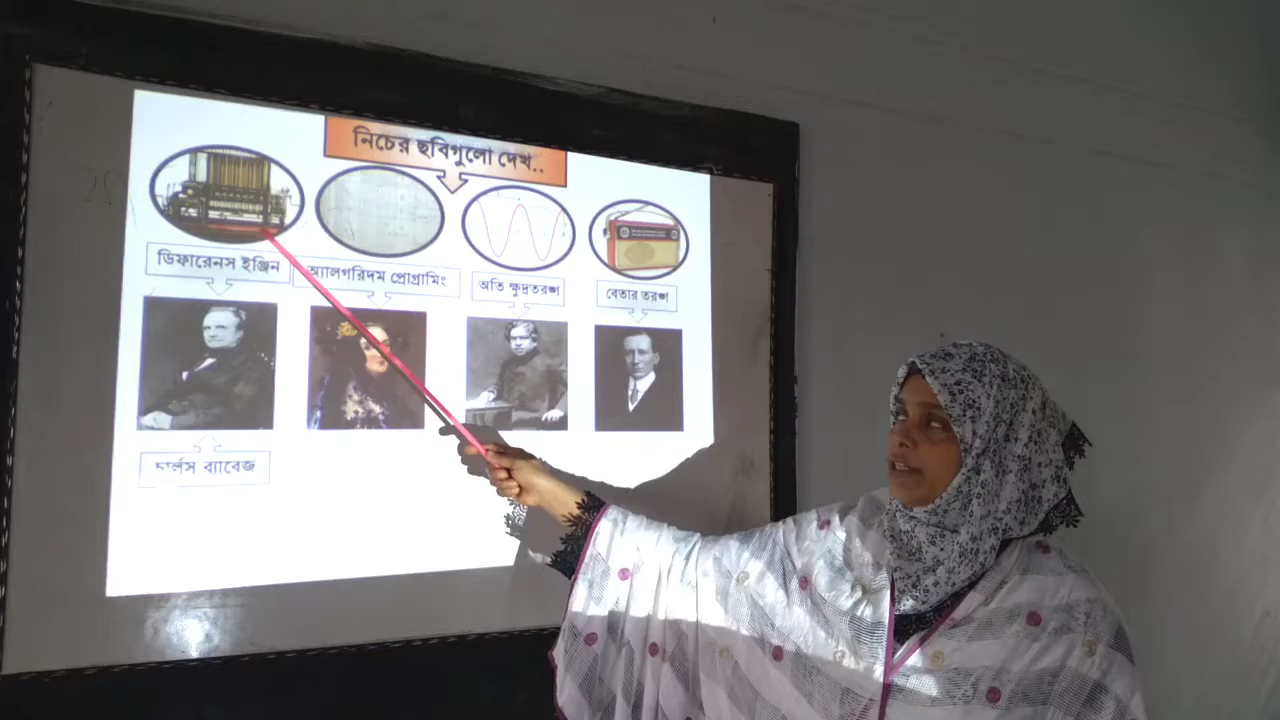 নিচের ছবিগুলো দেখ..
ডিফারেনস ইঞ্জিন
অ্যালগরিদম প্রোগ্রামিং
অতি ক্ষুদ্রতরঙ্গ
বেতার তরঙ্গ
চার্লস ব্যাবেজ